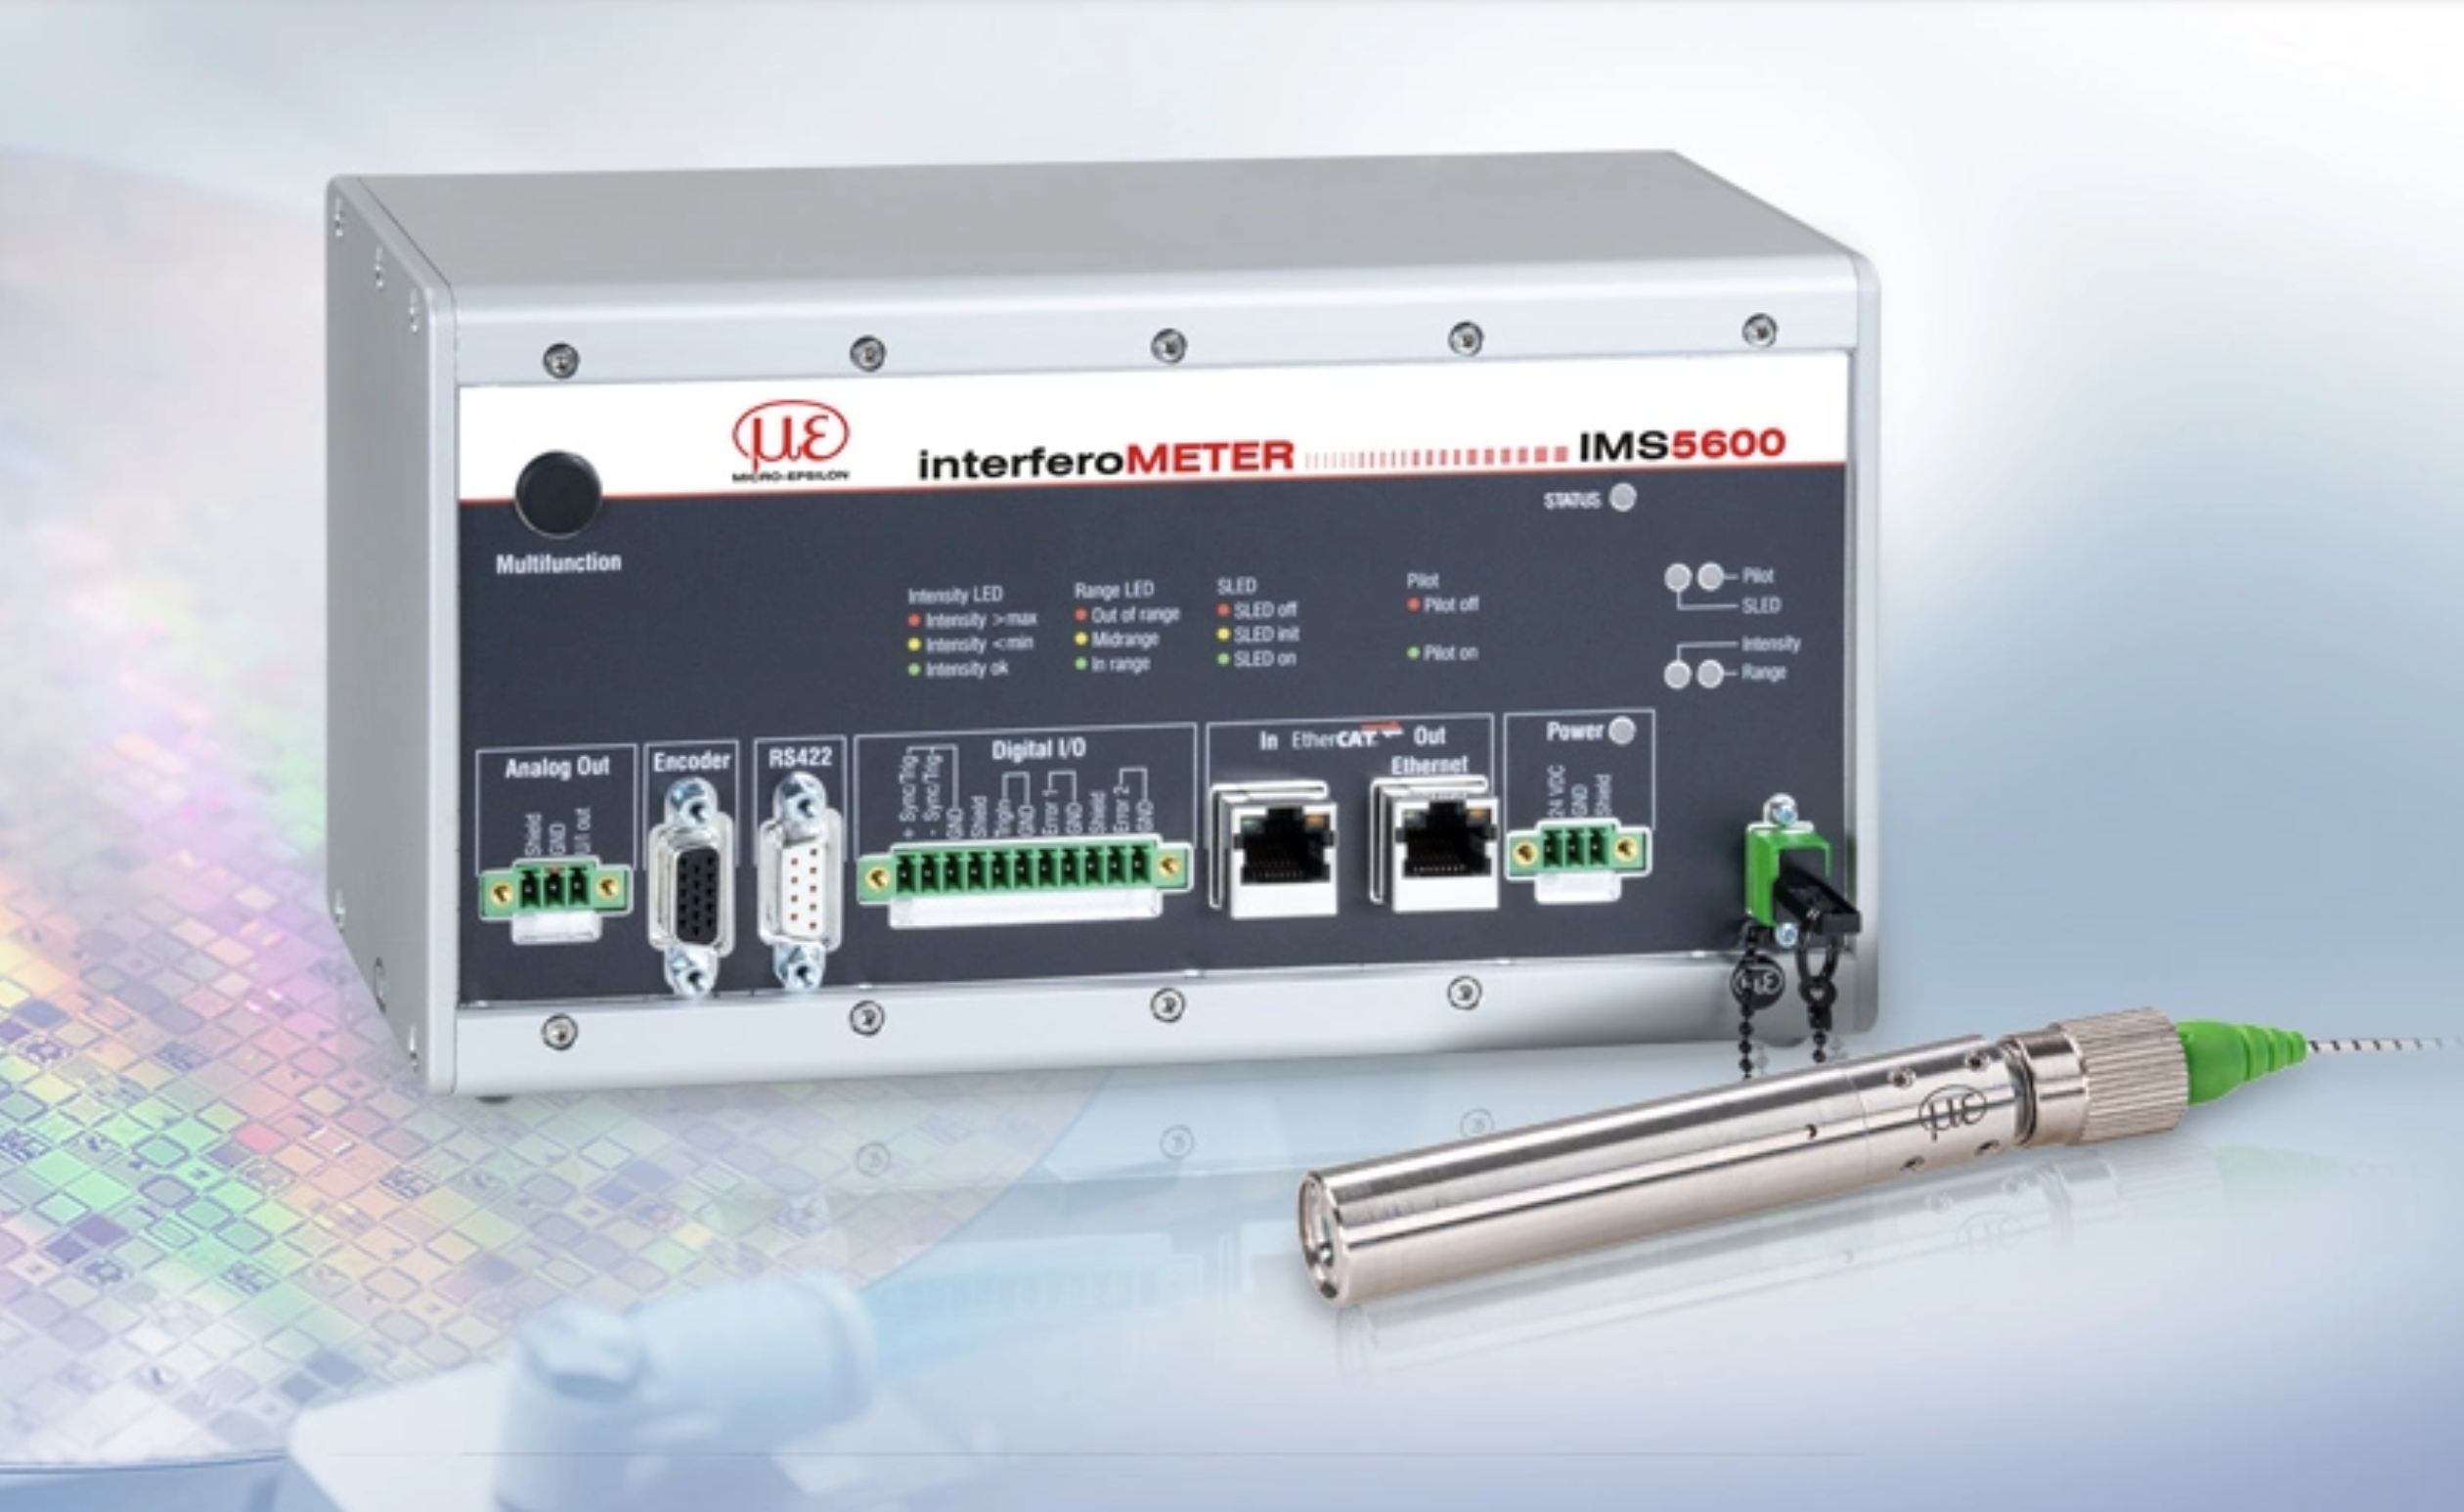 με
MICRO-EPSILON
interferoMETER IMS5600
STATUS
Multifunction
Intensity LED
Intensity >max
Intensity <min
Intensity ok
Range LED
Out of range
Midrange
In range
SLED
SLED off
SLED init
SLED on
Pilot
Pilot off
Pilot on
Pilot
SLED
Intensity
Range
Analog Out
Shield
GND
U/I out
Encoder
RS422
Digital I/O
+ Sync/Trig
- Sync/Trig
GND
Shield
TrigIn
GND
Error 1
GND
Shield
Error 2
GND
In EtherCAT Out
Ethernet
Power
24 VDC
GND
Shield
με
με